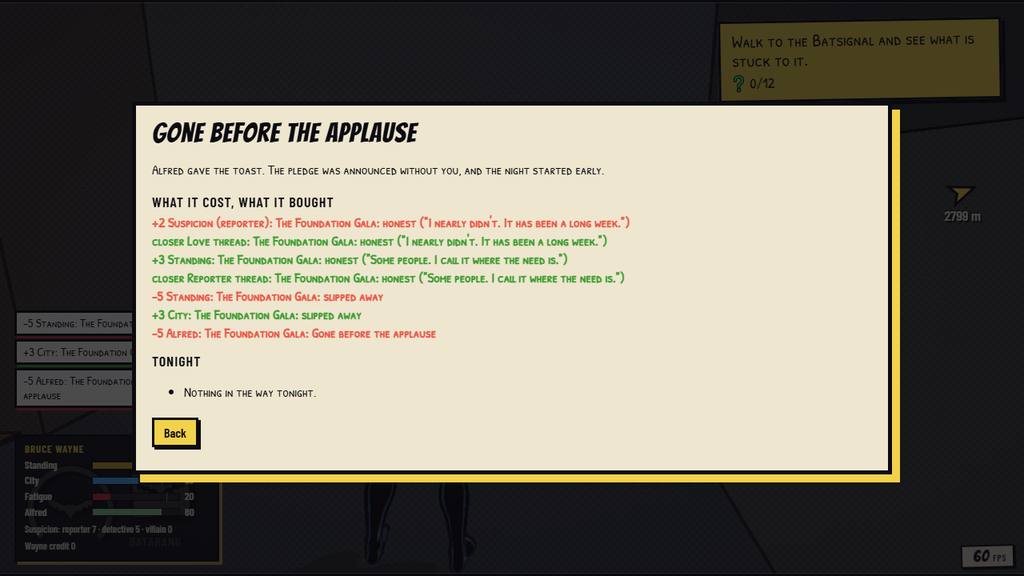 Walk to the Batsignal and see what is
stuck to it.
0/12
Gone Before the Applause
Alfred gave the toast. The pledge was announced without you, and the night started early.
What it cost, what it bought
+2 Suspicion (reporter): The Foundation Gala: honest ("I nearly didn't. It has been a long week.")
closer Love thread: The Foundation Gala: honest ("I nearly didn't. It has been a long week.")
+3 Standing: The Foundation Gala: honest ("Some people. I call it where the need is.")
closer Reporter thread: The Foundation Gala: honest ("Some people. I call it where the need is.")
-5 Standing: The Foundation Gala: slipped away
+3 City: The Foundation Gala: slipped away
-5 Alfred: The Foundation Gala: Gone before the applause
Tonight
• Nothing in the way tonight.
Back
2799 m
-5 Standing: The
+3 City: The Foundation
-5 Alfred: The
applause
Bruce Wayne
Standing
City
Fatigue 20
Alfred 80
Suspicion: reporter 7 · detective 5 · villain 0
Wayne credit 0
Batarang
60 FPS